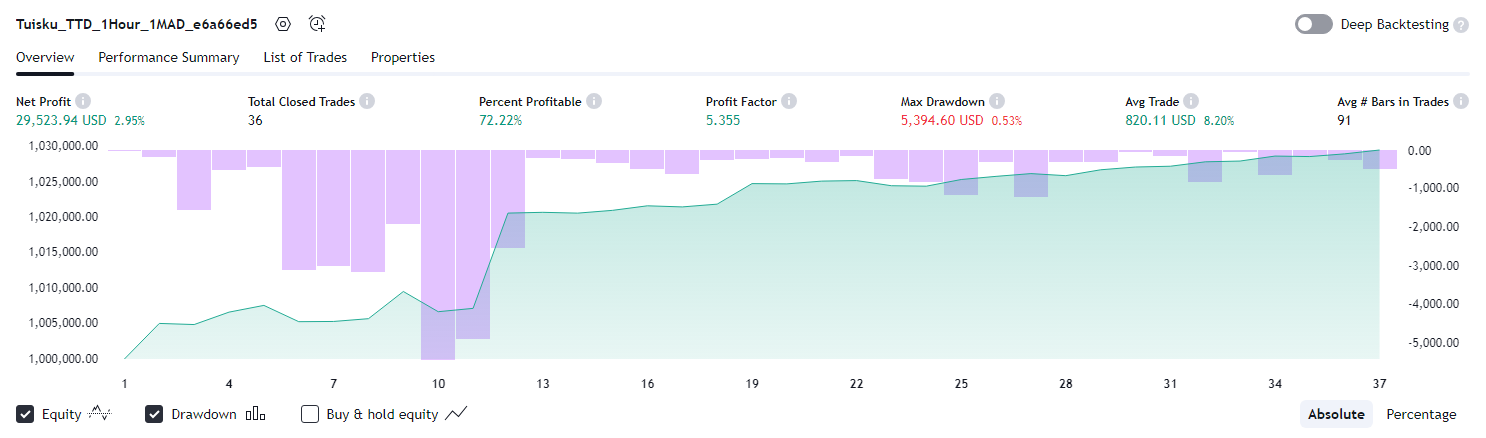 Tuisku_TTD_1Hour_1MAD_e6a66ed5 Deep Backtesting ?
Overview Performance Summary List of Trades Properties
Net Profit i Total Closed Trades i Percent Profitable i Profit Factor i Max Drawdown i Avg Trade i Avg # Bars in Trades i
29,523.94 USD 2.95% 36 72.22% 5.355 5,394.60 USD 0.53% 820.11 USD 8.20% 91
1,030,000.00 0.00
1,025,000.00 -1,000.00
1,020,000.00 -2,000.00
1,015,000.00 -3,000.00
1,010,000.00 -4,000.00
1,005,000.00 -5,000.00
1,000,000.00
1 4 7 10 13 16 19 22 25 28 31 34 37
Equity Drawdown Buy & hold equity Absolute Percentage